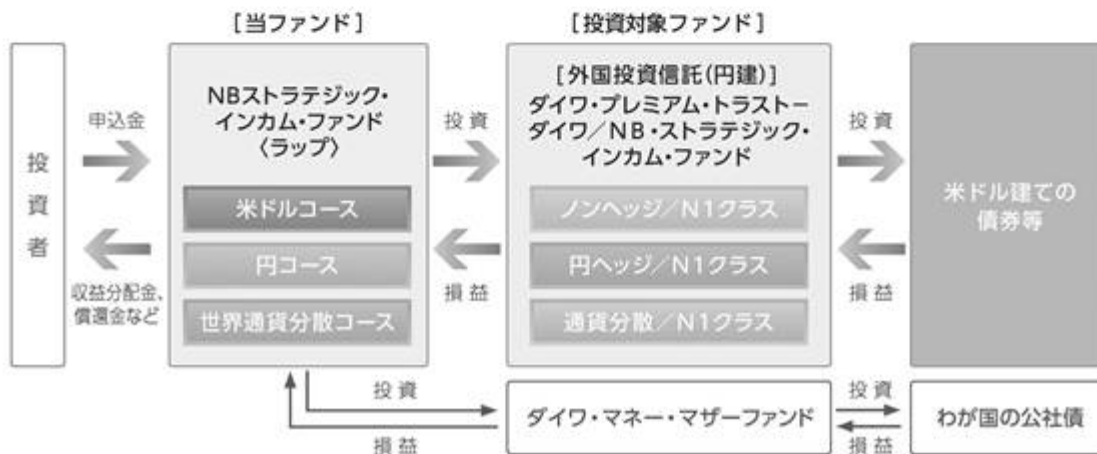 [当ファンド]
[投資対象ファンド]
投資者
申込金
収益分配金、
償還金など
NBストラテジック・
インカム・ファンド
〈ラップ〉
米ドルコース
円コース
世界通貨分散コース
投資
損益
[外国投資信託(円建)]
ダイワ・プレミアム・トラスト－
ダイワ／NB・ストラテジック・
インカム・ファンド
ノンヘッジ／N1クラス
円ヘッジ／N1クラス
通貨分散／N1クラス
投資
損益
米ドル建ての
債券等
投資
損益
ダイワ・マネー・マザーファンド
投資
損益
わが国の公社債